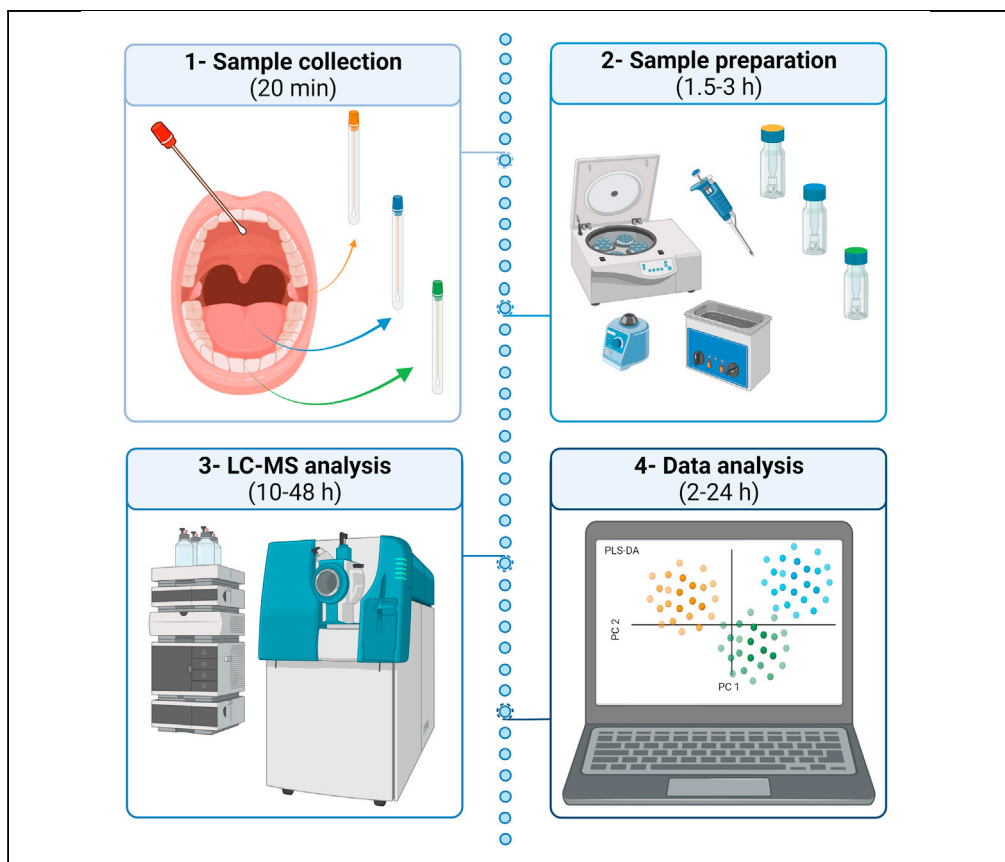 1- Sample collection
(20 min)
2- Sample preparation
(1.5-3 h)
3- LC-MS analysis
(10-48 h)
4- Data analysis
(2-24 h)
PLS-DA
PC 2
PC 1